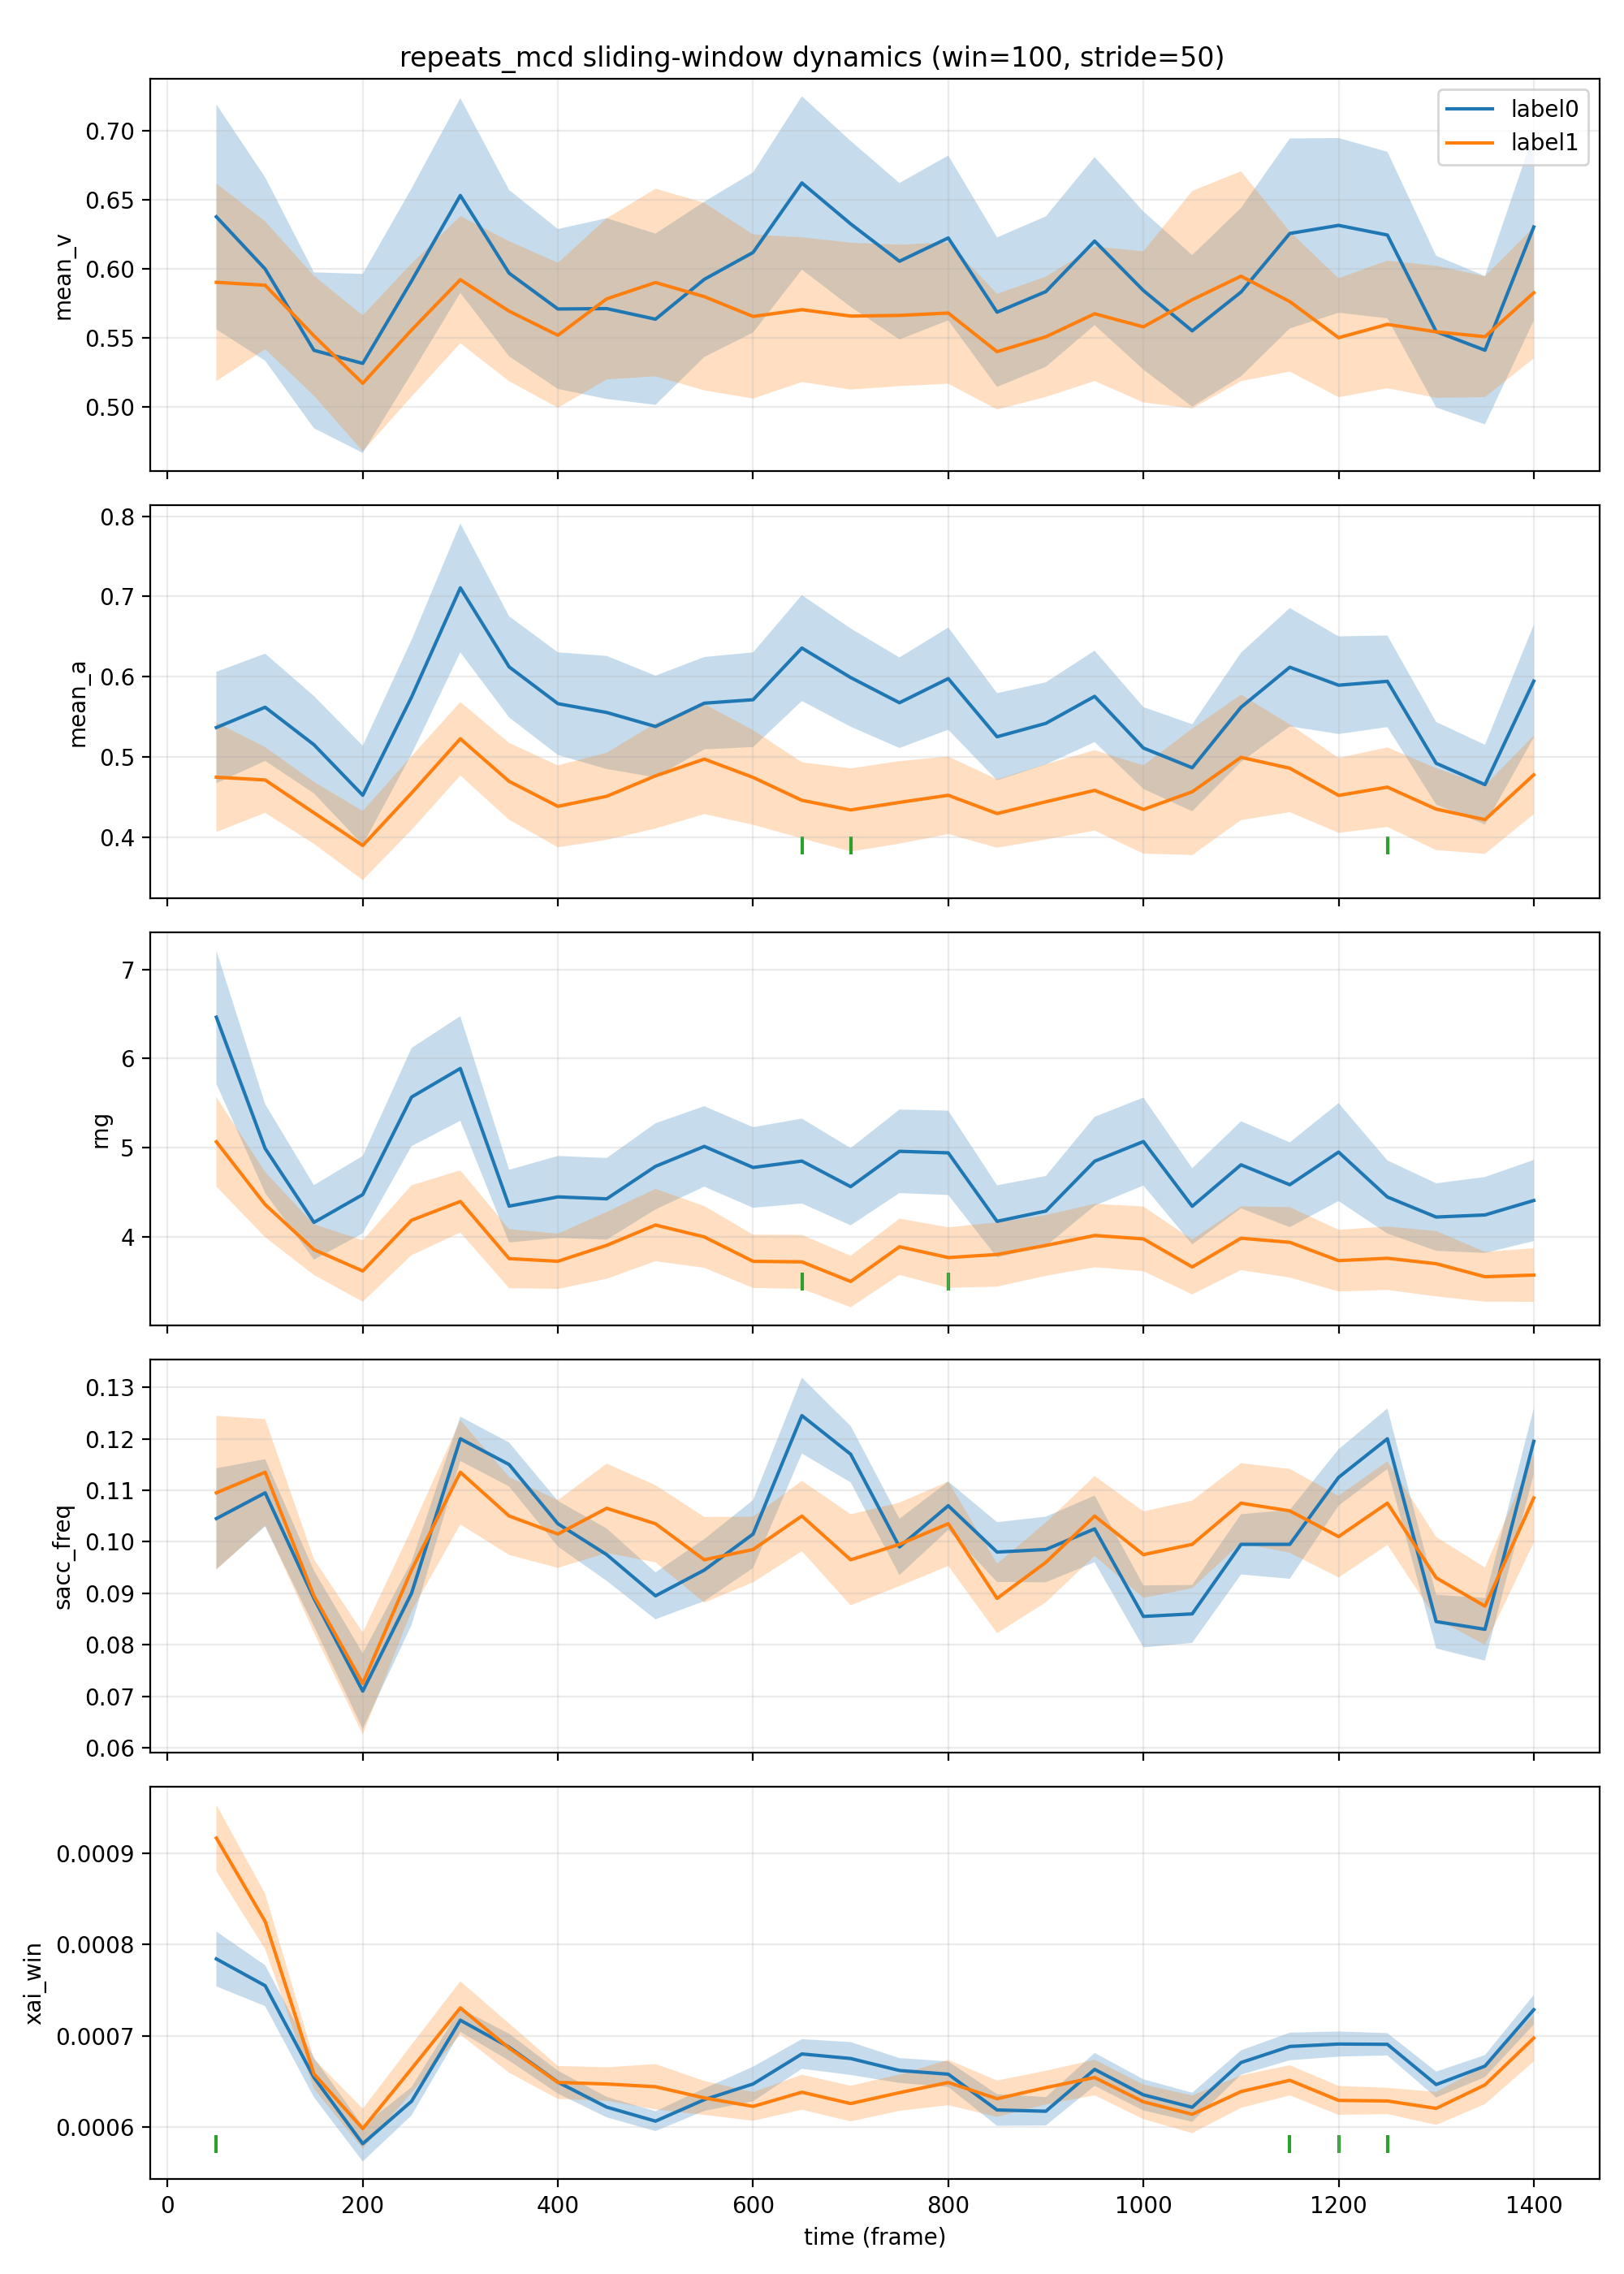 repeats_mcd sliding-window dynamics (win=100, stride=50)
label0
label1
mean_v
0.70
0.65
0.60
0.55
0.50
mean_a
0.8
0.7
0.6
0.5
0.4
rng
7
6
5
4
sacc_freq
0.13
0.12
0.11
0.10
0.09
0.08
0.07
0.06
xai_win
0.0009
0.0008
0.0007
0.0006
0 200 400 600 800 1000 1200 1400
time (frame)